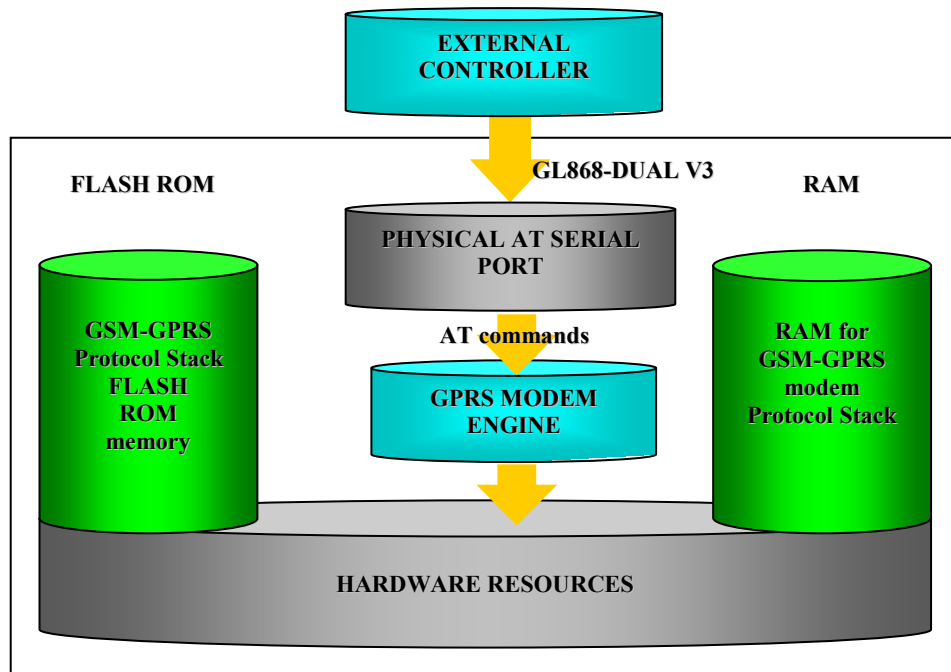 EXTERNAL
CONTROLLER
GL868-DUAL V3
FLASH ROM
RAM
PHYSICAL AT SERIAL
PORT
GSM-GPRS
Protocol Stack
FLASH
ROM
memory
AT commands
GPRS MODEM
ENGINE
RAM for
GSM-GPRS
modem
Protocol Stack
HARDWARE RESOURCES